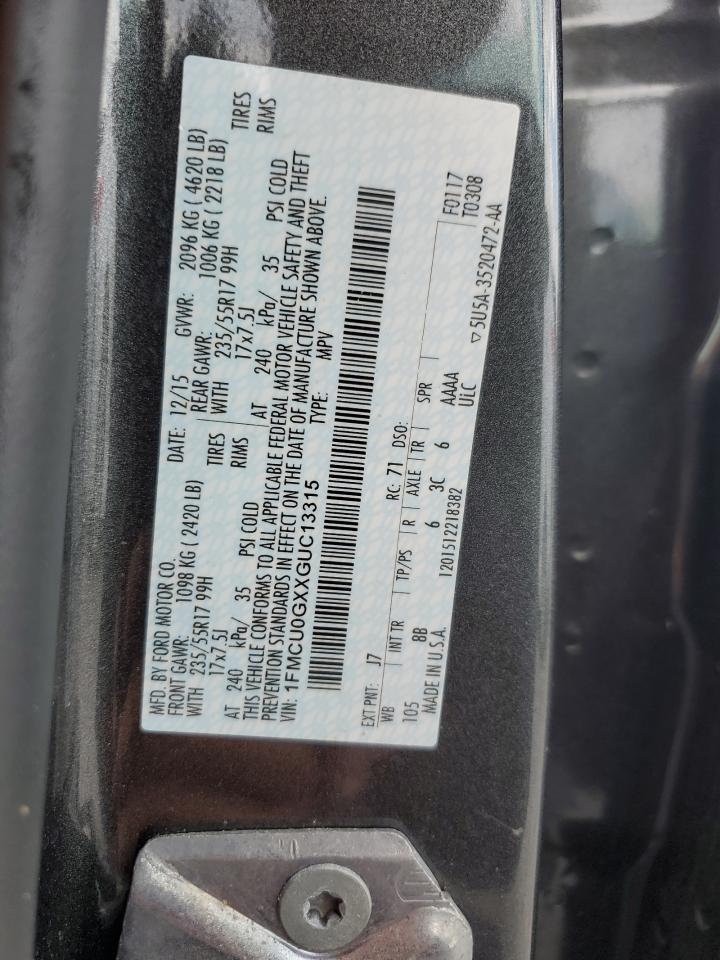 MFD. BY FORD MOTOR CO. DATE: 12/15 GVWR: 2096 KG ( 4620 LB)
FRONT GAWR: 1098 KG ( 2420 LB) REAR GAWR: 1006 KG ( 2218 LB)
WITH 235/55R17 99H TIRES WITH 235/55R17 99H TIRES
17x7.5J RIMS 17x7.5J RIMS
AT 240 kPa/ 35 PSI COLD AT 240 kPa/ 35 PSI COLD
THIS VEHICLE CONFORMS TO ALL APPLICABLE FEDERAL MOTOR VEHICLE SAFETY AND THEFT
PREVENTION STANDARDS IN EFFECT ON THE DATE OF MANUFACTURE SHOWN ABOVE.
VIN: 1FMCU0GXXGUC13315 TYPE: MPV
EXT PNT: J7 RC: 71 DSO: F0117
WB INT TR TP/PS R AXLE TR SPR T0308
105 8B 6 3C 6 AAAA
MADE IN U.S.A. 1201512218382 ULC ▽5U5A-3520472-AA